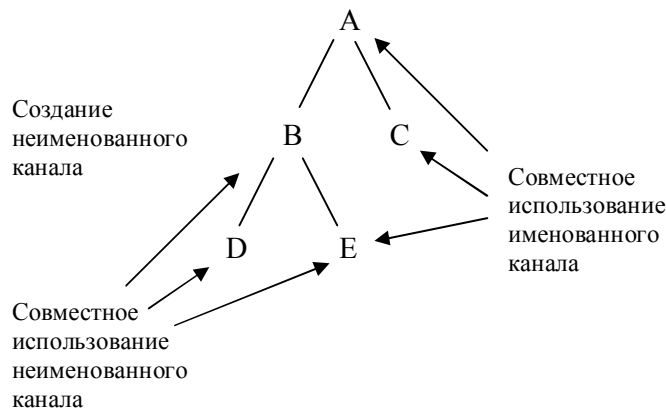 A
Создание
неименованного
канала
B
C
Совместное
использование
именованного
канала
D
E
Совместное
использование
неименованного
канала